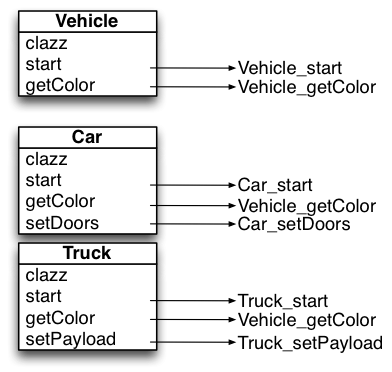 Vehicle
clazz
start Vehicle_start
getColor Vehicle_getColor
Car
clazz
start Car_start
getColor Vehicle_getColor
setDoors Car_setDoors
Truck
clazz
start Truck_start
getColor Vehicle_getColor
setPayload Truck_setPayload